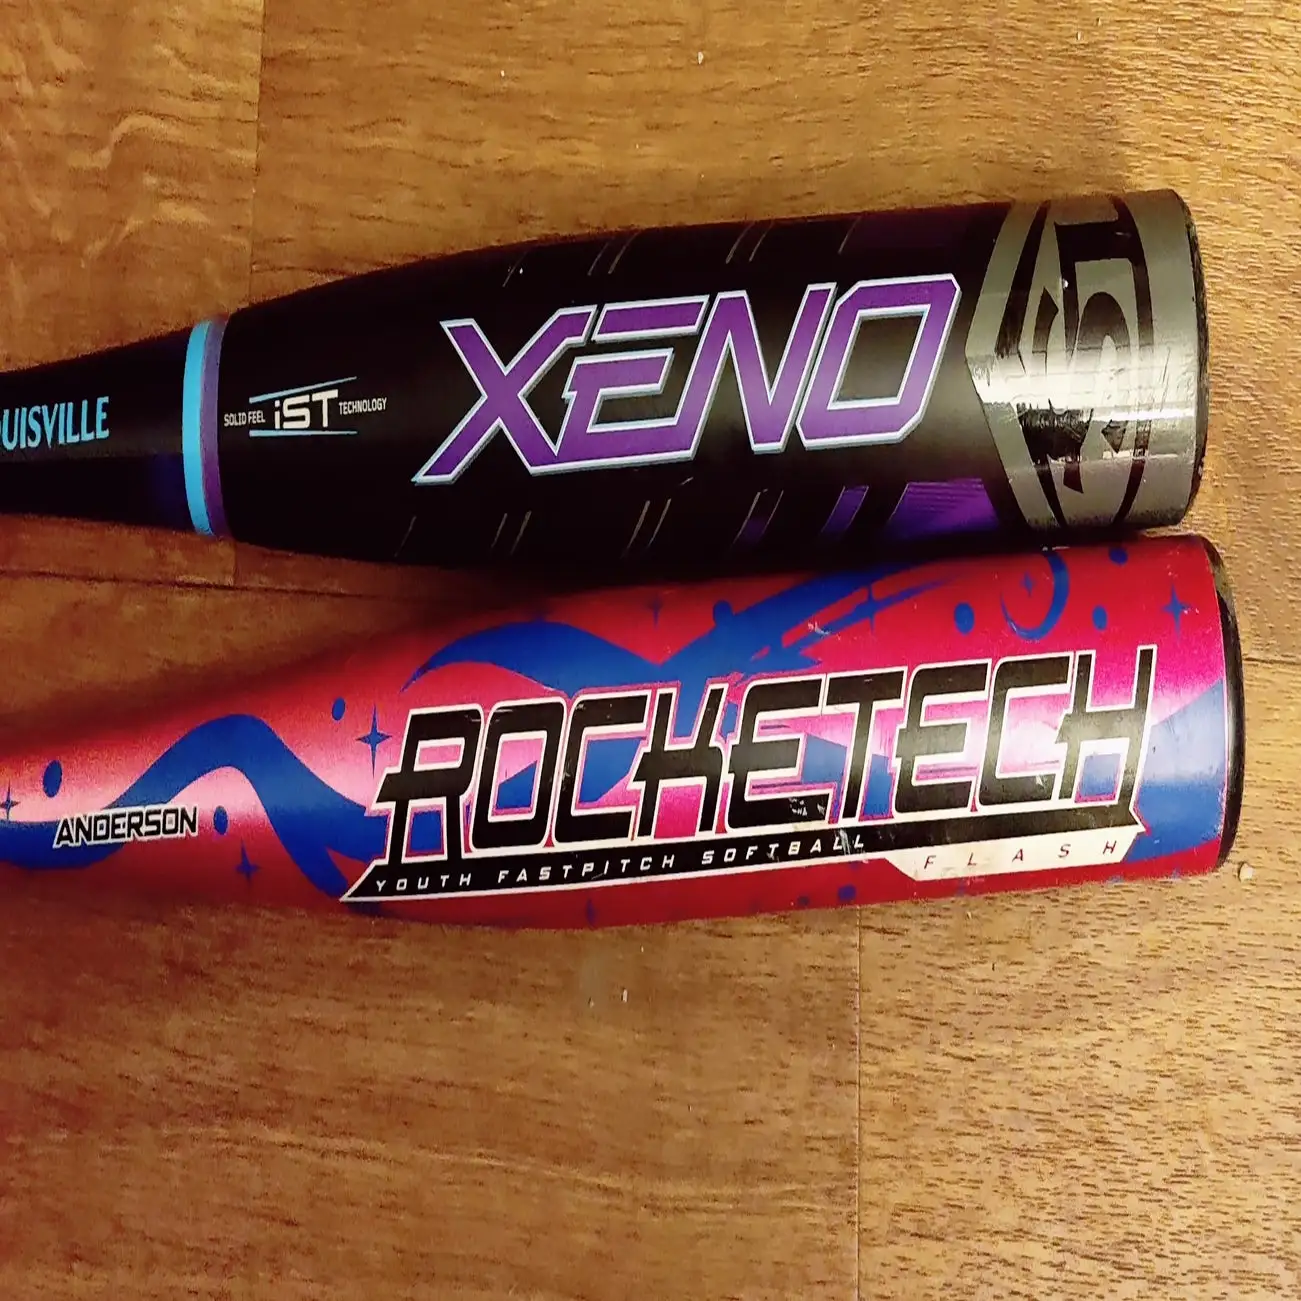 UISVILLE
SOLID FEEL iST TECHNOLOGY
XENO
ANDERSON
ROCKETECH
YOUTH FASTPITCH SOFTBALL
FLASH